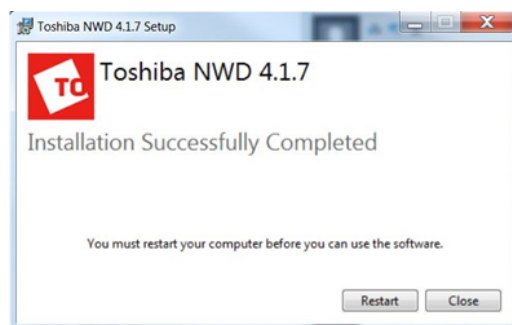 Toshiba NWD 4.1.7 Setup
TO
Toshiba NWD 4.1.7
Installation Successfully Completed
You must restart your computer before you can use the software.
Restart
Close